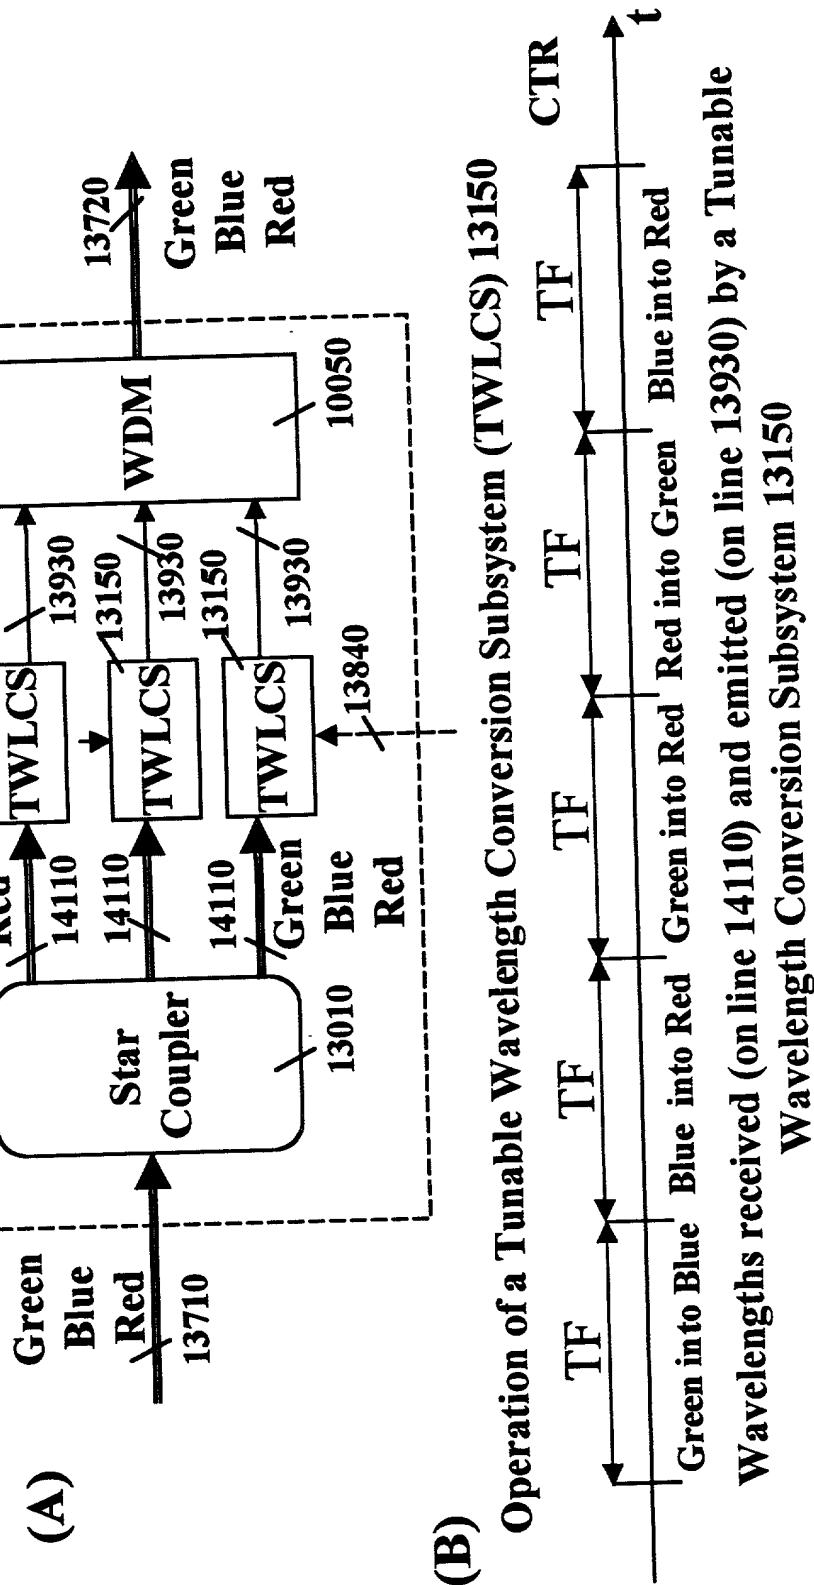 (A)
Green
Blue
Red
13710
Star
Coupler
13010
14110
14110
14110
Green
Blue
Red
TWLCS
TWLCS
13150
TWLCS
13150
13840
13930
13930
13930
WDM
10050
13720
Green
Blue
Red
(B)
Operation of a Tunable Wavelength Conversion Subsystem (TWLCS) 13150
TF
TF
TF
TF
TF
CTR
t
Green into Blue
Blue into Red
Green into Red
Red into Green
Blue into Red
Wavelengths received (on line 14110) and emitted (on line 13930) by a Tunable
Wavelength Conversion Subsystem 13150